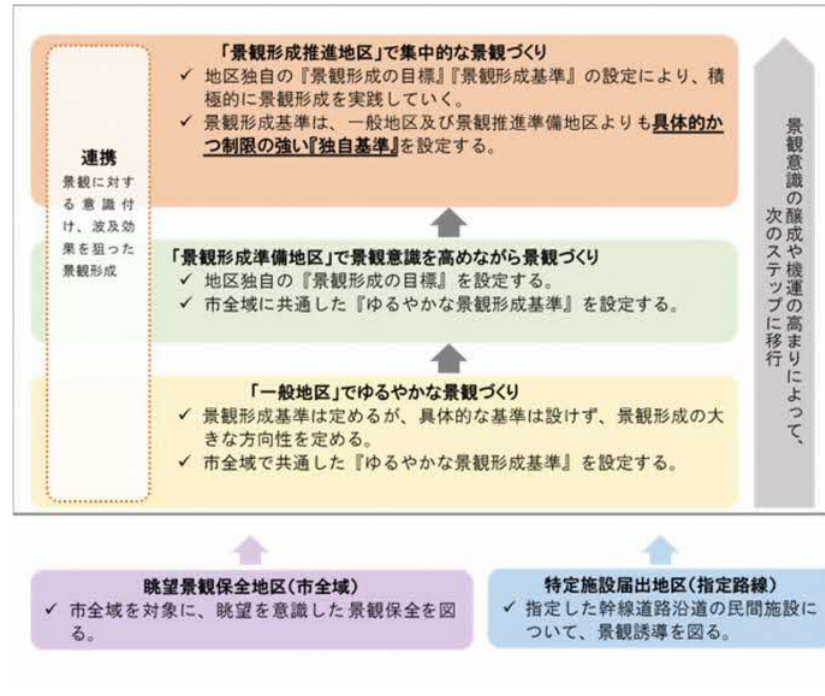 「景観形成推進地区」で集中的な景観づくり
✓ 地区独自の『景観形成の目標』『景観形成基準』の設定により、積
極的に景観形成を実践していく。
✓ 景観形成基準は、一般地区及び景観推進準備地区よりも具体的か
つ制限の強い『独自基準』を設定する。
連携
景観に対す
る意識付
け、波及効
果を狙った
景観形成
「景観形成準備地区」で景観意識を高めながら景観づくり
✓ 地区独自の『景観形成の目標』を設定する。
✓ 市全域に共通した『ゆるやかな景観形成基準』を設定する。
「一般地区」でゆるやかな景観づくり
✓ 景観形成基準は定めるが、具体的な基準は設けず、景観形成の大
きな方向性を定める。
✓ 市全域で共通した『ゆるやかな景観形成基準』を設定する。
景観意識の醸成や機運の高まりによって、
次のステップに移行
眺望景観保全地区(市全域)
✓ 市全域を対象に、眺望を意識した景観保全を図
る。
特定施設届出地区(指定路線)
✓ 指定した幹線道路沿道の民間施設に
ついて、景観誘導を図る。